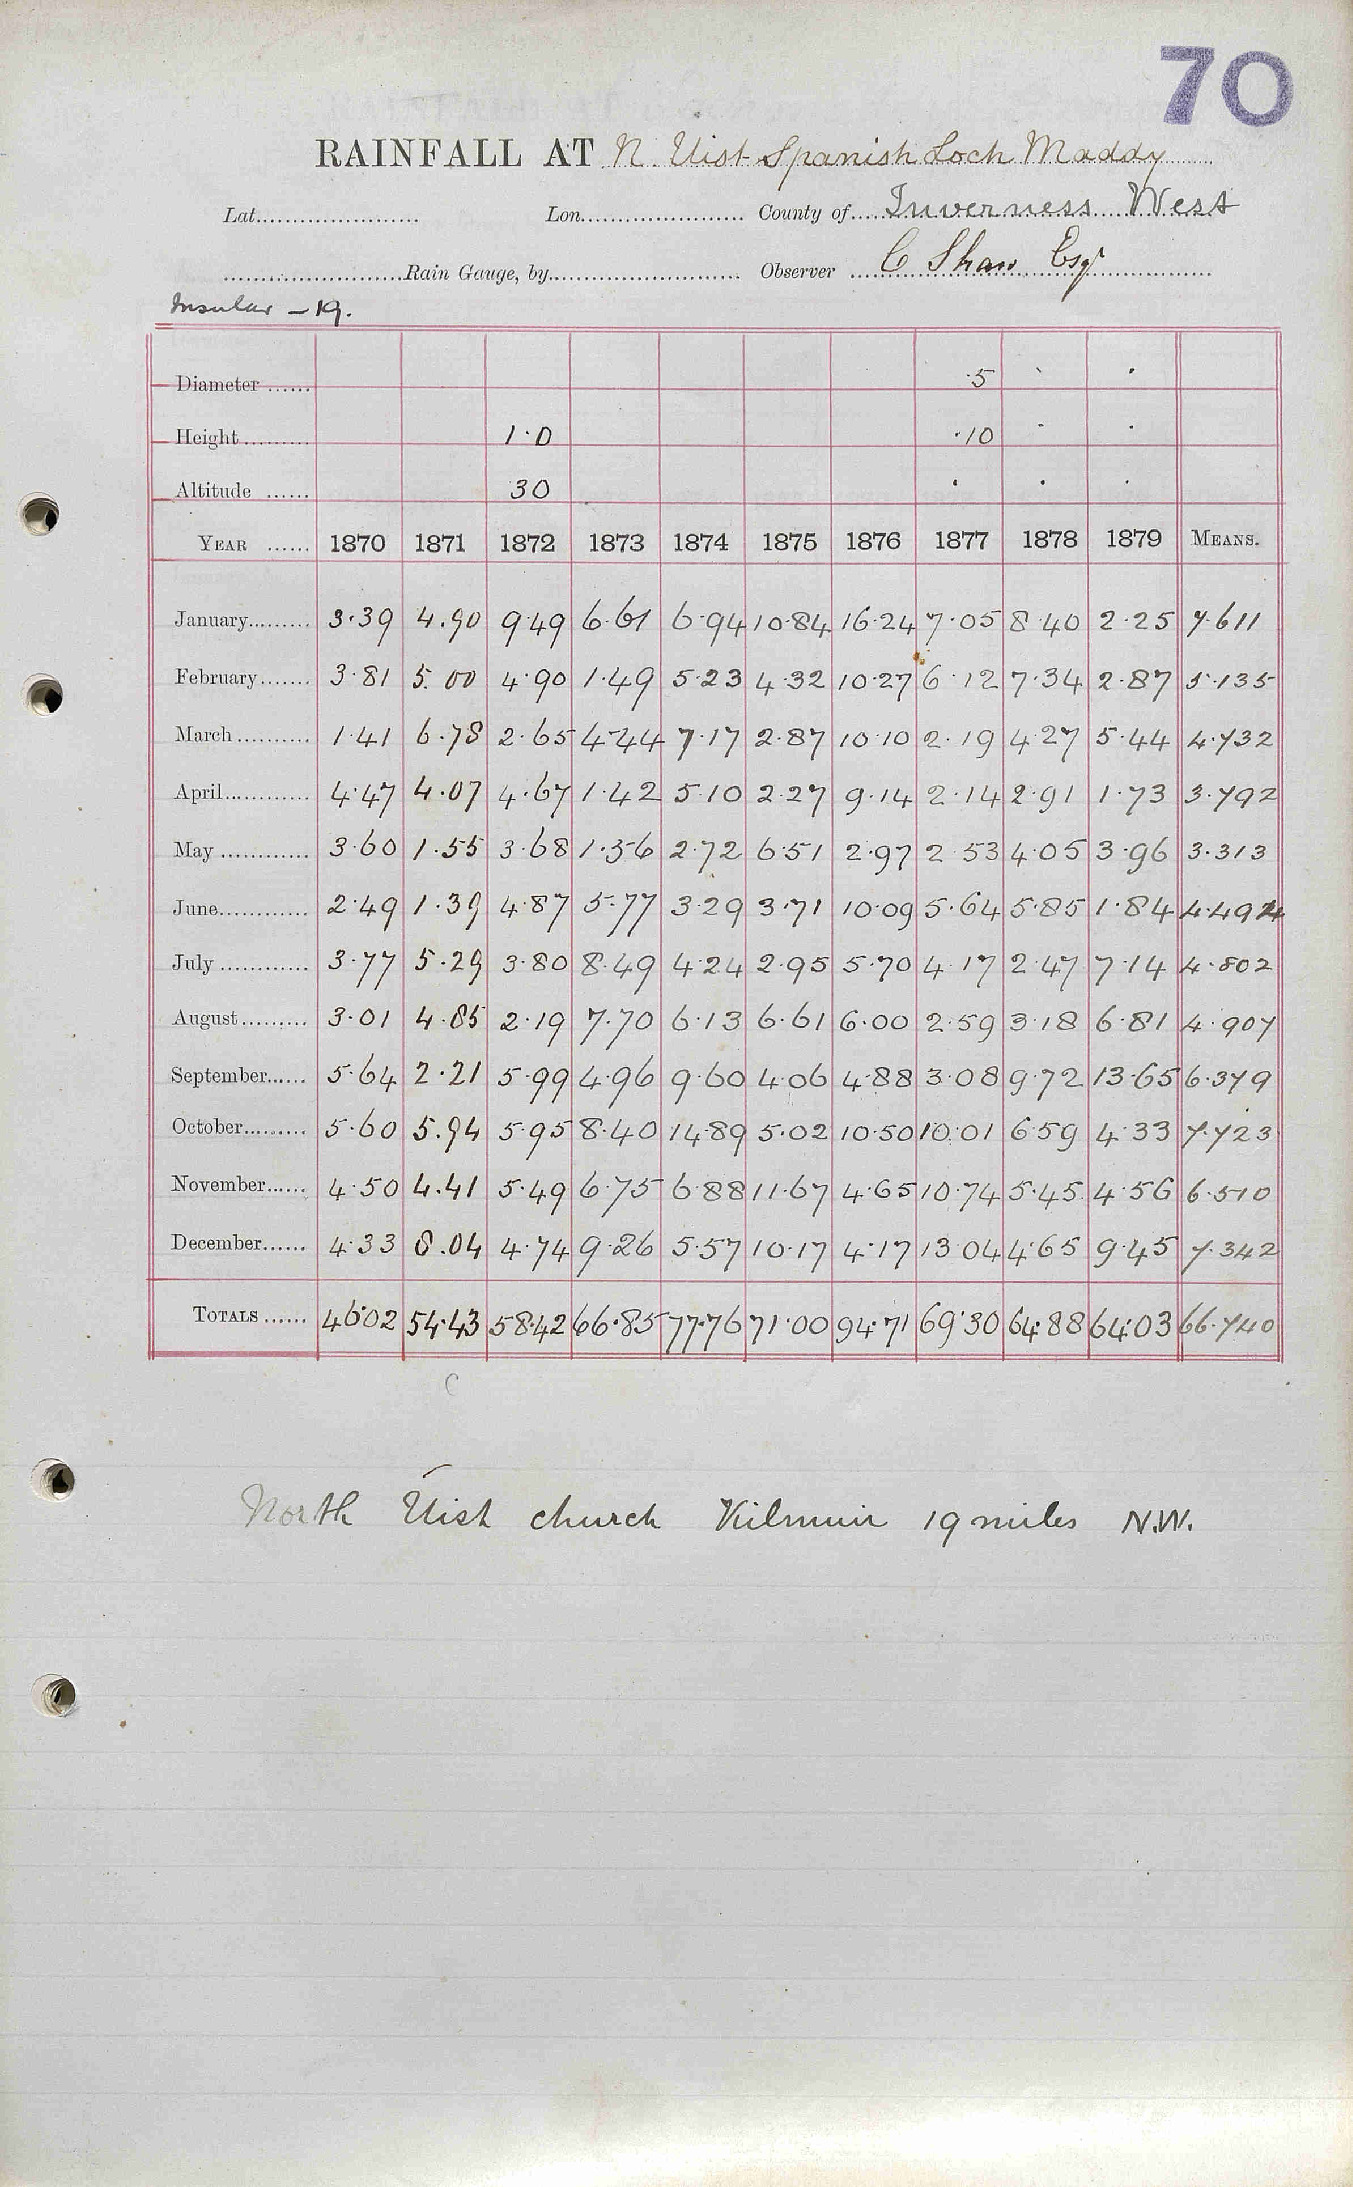 70
RAINFALL AT N. Uist Spanish Loch Maddy
Lat. Lon. County of Inverness West
Rain Gauge, by Observer C Shaw Esqr
Insular – 19.
Diameter 5 · ·
Height 1·0 ·10 · ·
Altitude 30 · · ·
YEAR 1870 1871 1872 1873 1874 1875 1876 1877 1878 1879 MEANS.
January 3·39 4.90 9·49 6·61 6·94 10·84 16·24 7·05 8·40 2·25 7·611
February 3·81 5.00 4·90 1·49 5·23 4·32 10·27 6·12 7·34 2·87 5·135
March 1·41 6·78 2·65 4·44 7·17 2·87 10·10 2·19 4·27 5·44 4·732
April 4·47 4·07 4·67 1·42 5·10 2·27 9·14 2·14 2·91 1·73 3·792
May 3·60 1·55 3·68 1·56 2·72 6·51 2·97 2·53 4·05 3·96 3·313
June 2·49 1·39 4·87 5·77 3·29 3·71 10·09 5·64 5·85 1·84 4·494
July 3·77 5·29 3·80 8·49 4·24 2·95 5·70 4·17 2·47 7·14 4·802
August 3·01 4·85 2·19 7·70 6·13 6·61 6·00 2·59 3·18 6·81 4·907
September 5·64 2·21 5·99 4·96 9·60 4·06 4·88 3·08 9·72 13·65 6·379
October 5·60 5.94 5·95 8·40 14·89 5·02 10·50 10·01 6·59 4·33 7·723
November 4·50 4.41 5·49 6·75 6·88 11·67 4·65 10·74 5·45 4·56 6·510
December 4·33 8.04 4·74 9·26 5·57 10·17 4·17 13·04 4·65 9·45 7·342
TOTALS 46·02 54·43 58·42 66·85 77·76 71·00 94·71 69·30 64·88 64·03 66·740
C
North Uist church Kilmuir 19 miles N.W.